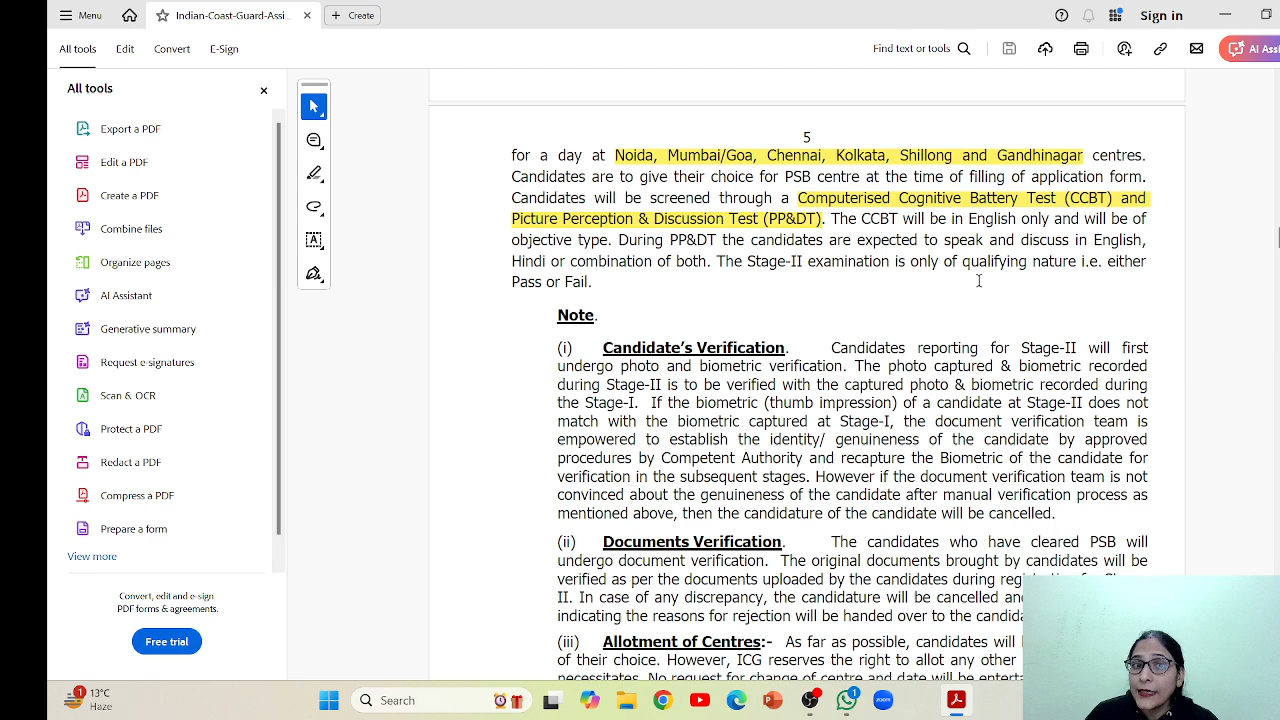 Menu
Indian-Coast-Guard-Assi...
Create
Sign in
All tools
Edit
Convert
E-Sign
Find text or tools
AI Assi
All tools
Export a PDF
Edit a PDF
Create a PDF
Combine files
Organize pages
AI Assistant
Generative summary
Request e-signatures
Scan & OCR
Protect a PDF
Redact a PDF
Compress a PDF
Prepare a form
View more
Convert, edit and e-sign
PDF forms & agreements.
Free trial
5
for a day at Noida, Mumbai/Goa, Chennai, Kolkata, Shillong and Gandhinagar centres.
Candidates are to give their choice for PSB centre at the time of filling of application form.
Candidates will be screened through a Computerised Cognitive Battery Test (CCBT) and
Picture Perception & Discussion Test (PP&DT). The CCBT will be in English only and will be of
objective type. During PP&DT the candidates are expected to speak and discuss in English,
Hindi or combination of both. The Stage-II examination is only of qualifying nature i.e. either
Pass or Fail.
Note.
(i) Candidate's Verification. Candidates reporting for Stage-II will first
undergo photo and biometric verification. The photo captured & biometric recorded
during Stage-II is to be verified with the captured photo & biometric recorded during
the Stage-I. If the biometric (thumb impression) of a candidate at Stage-II does not
match with the biometric captured at Stage-I, the document verification team is
empowered to establish the identity/ genuineness of the candidate by approved
procedures by Competent Authority and recapture the Biometric of the candidate for
verification in the subsequent stages. However if the document verification team is not
convinced about the genuineness of the candidate after manual verification process as
mentioned above, then the candidature of the candidate will be cancelled.
(ii) Documents Verification. The candidates who have cleared PSB will
undergo document verification. The original documents brought by candidates will be
verified as per the documents uploaded by the candidates during
II. In case of any discrepancy, the candidature will be cancelled
indicating the reasons for rejection will be handed over to the
(iii) Allotment of Centres:- As far as possible, candidates will
of their choice. However, ICG reserves the right to allot any other
necessitates. No request for change of centre and date will be
1
13°C
Haze
Search
1
zoom